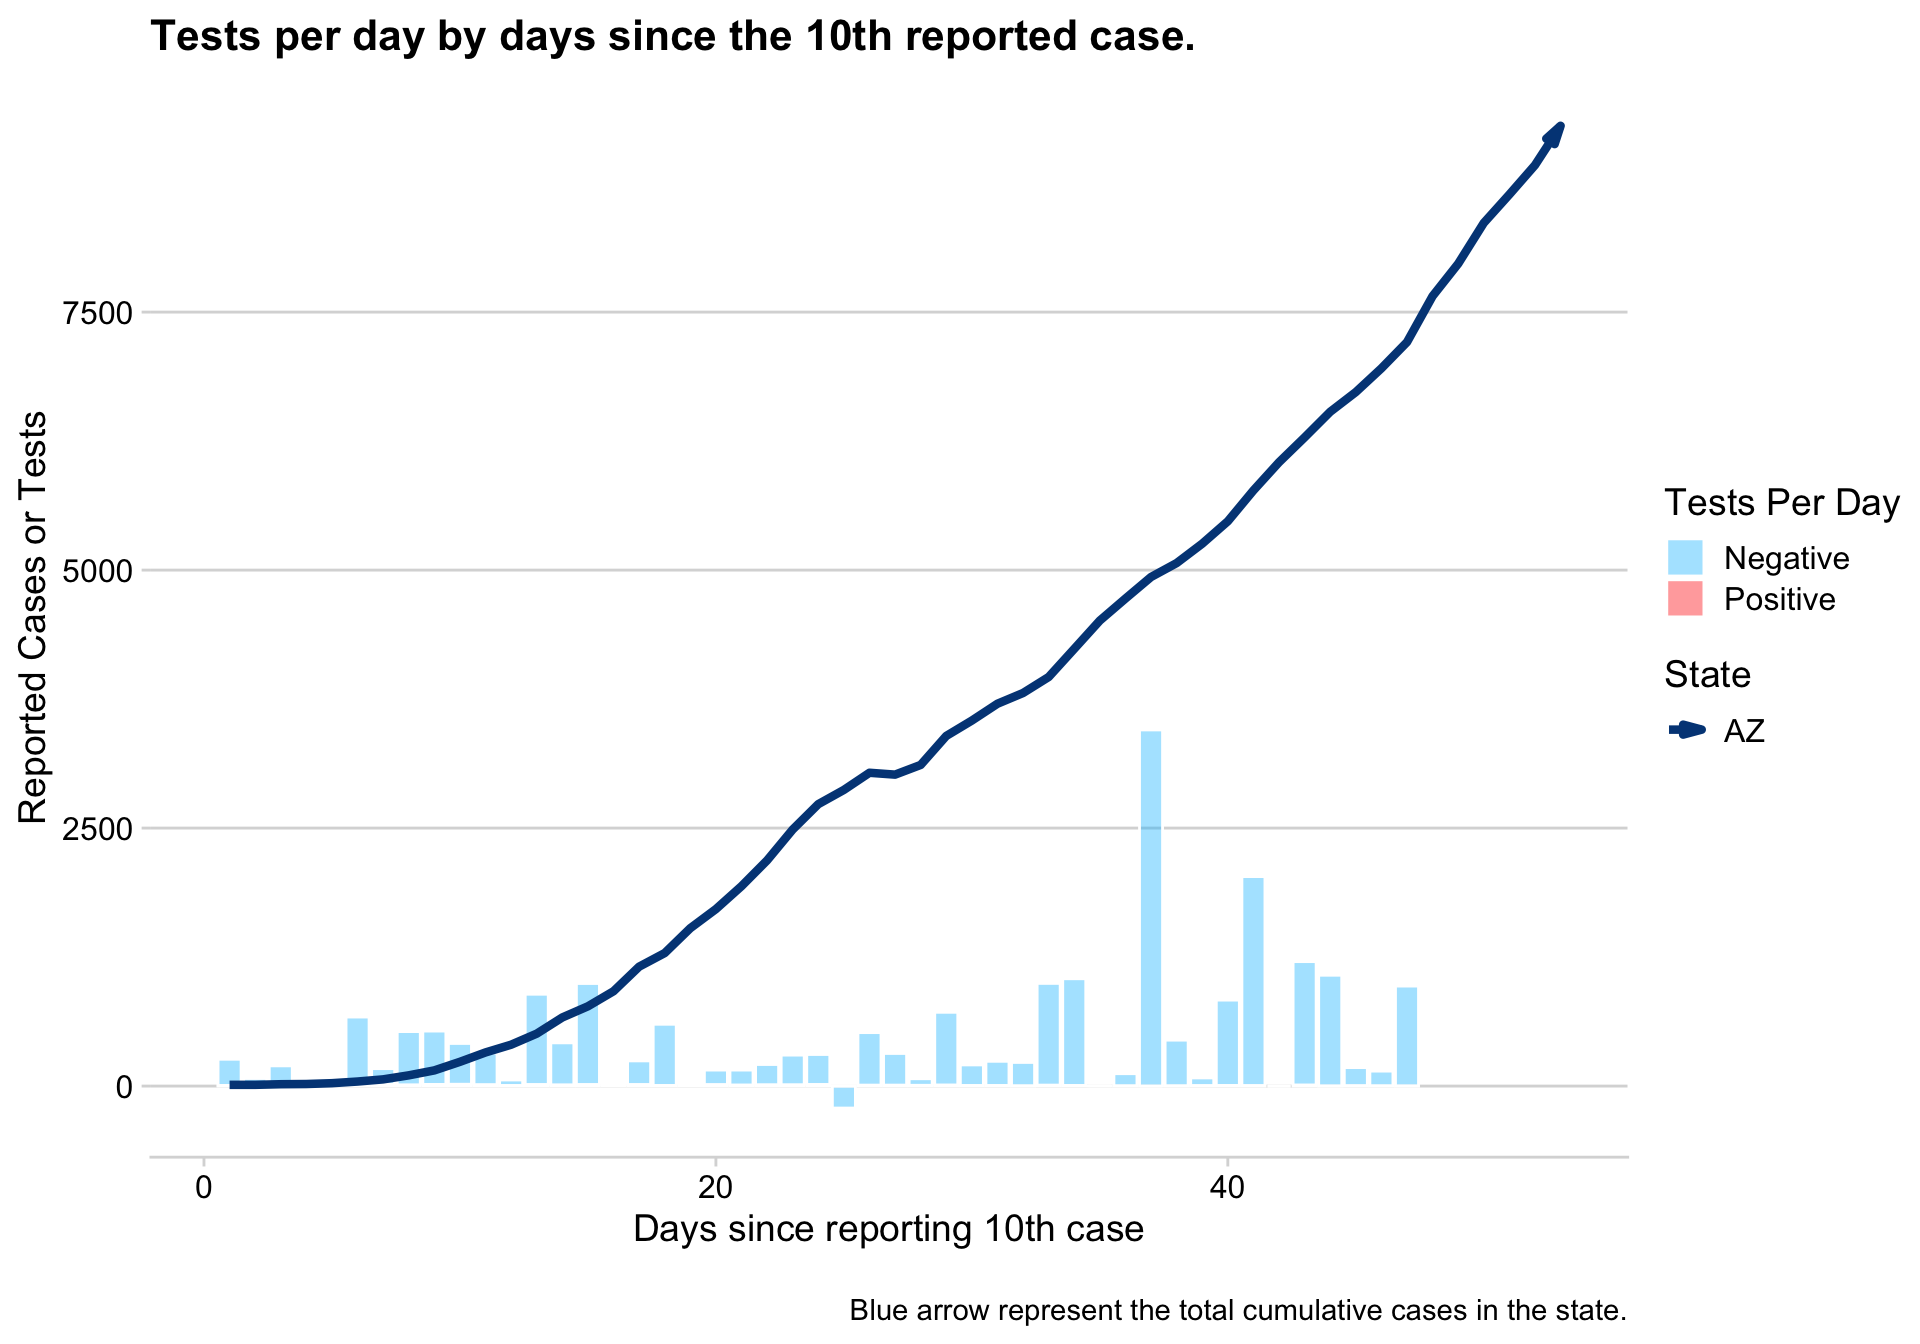 Tests per day by days since the 10th reported case.
Reported Cases or Tests
7500
5000
2500
0
0
20
40
Days since reporting 10th case
Tests Per Day
Negative
Positive
State
AZ
Blue arrow represent the total cumulative cases in the state.